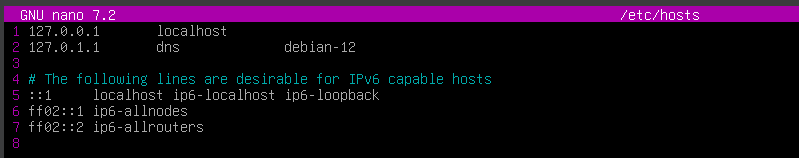 GNU nano 7.2 /etc/hosts
1 127.0.0.1 localhost
2 127.0.1.1 dns debian-12
3
4 # The following lines are desirable for IPv6 capable hosts
5 ::1 localhost ip6-localhost ip6-loopback
6 ff02::1 ip6-allnodes
7 ff02::2 ip6-allrouters
8